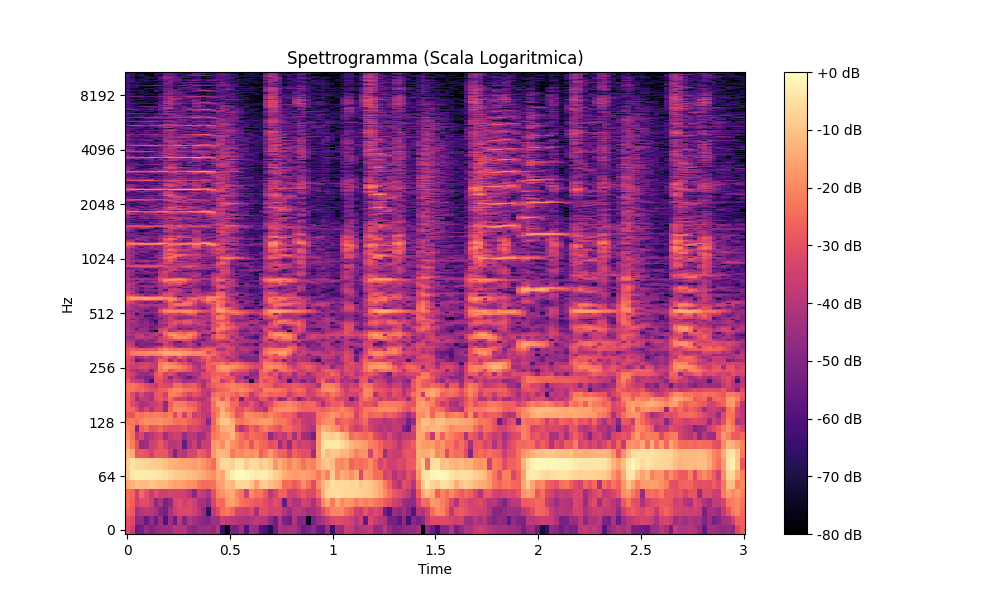 Spettrogramma (Scala Logaritmica)
Hz
8192
4096
2048
1024
512
256
128
64
0
0 0.5 1 1.5 2 2.5 3
Time
+0 dB
-10 dB
-20 dB
-30 dB
-40 dB
-50 dB
-60 dB
-70 dB
-80 dB